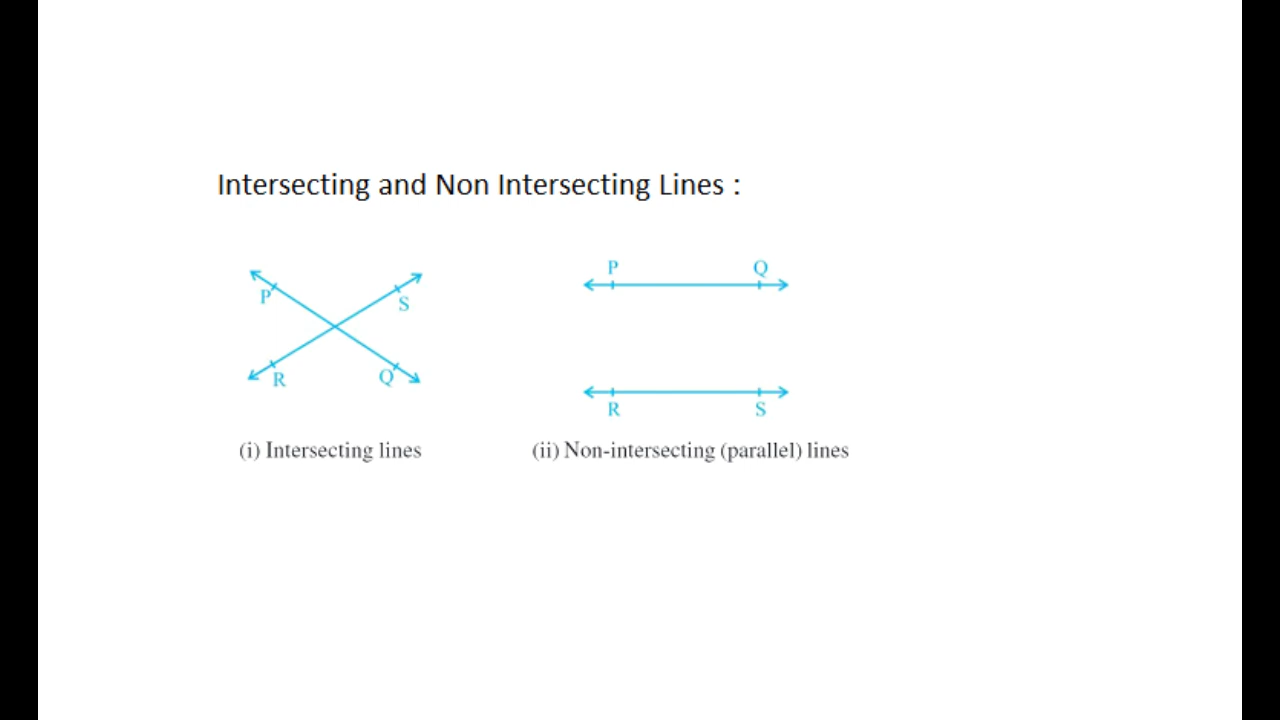 Intersecting and Non Intersecting Lines :
P S
R Q
P Q
R S
(i) Intersecting lines
(ii) Non-intersecting (parallel) lines